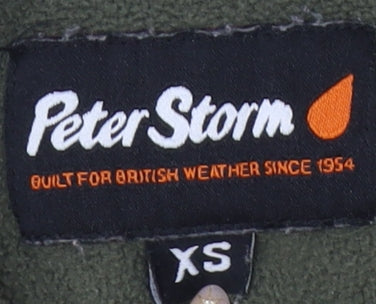 Peter Storm
BUILT FOR BRITISH WEATHER SINCE 1954
XS